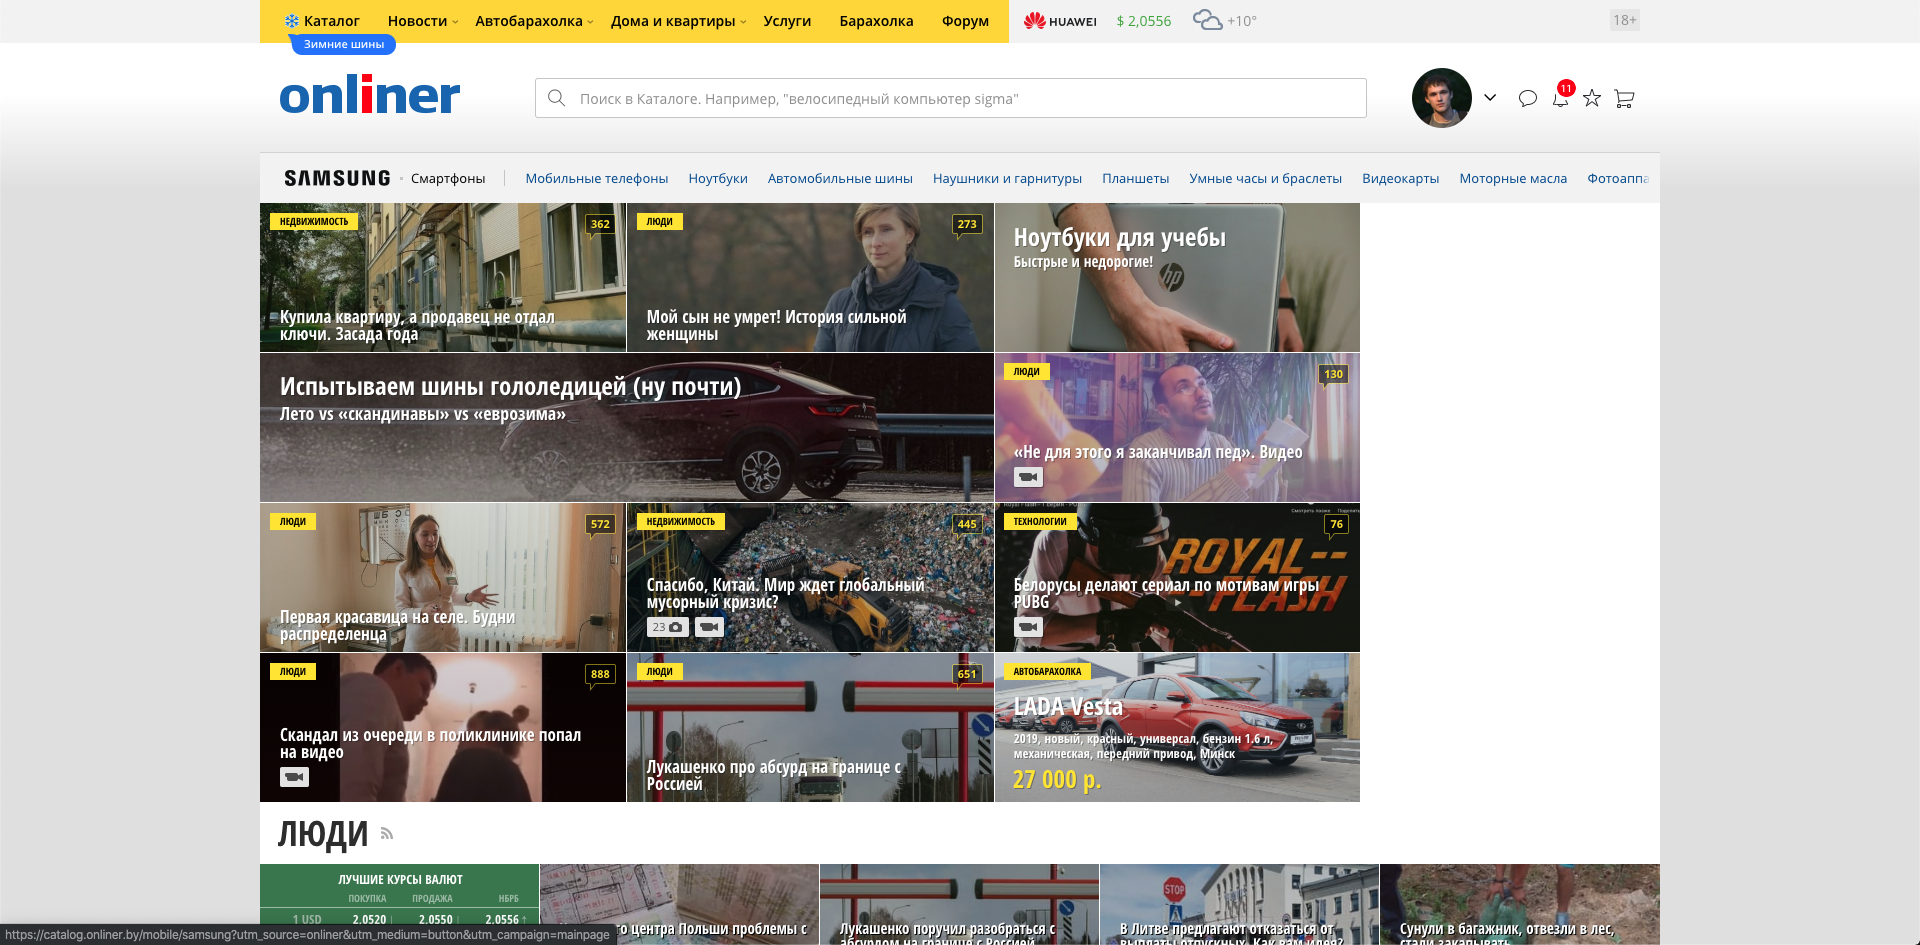 Каталог
Новости
Автобарахолка
Дома и квартиры
Услуги
Барахолка
Форум
HUAWEI
$ 2,0556
+10°
18+
Зимние шины
onliner
Поиск в Каталоге. Например, "велосипедный компьютер sigma"
11
SAMSUNG
Смартфоны
Мобильные телефоны
Ноутбуки
Автомобильные шины
Наушники и гарнитуры
Планшеты
Умные часы и браслеты
Видеокарты
Моторные масла
Фотоаппа
НЕДВИЖИМОСТЬ
362
Купила квартиру, а продавец не отдал
ключи. Засада года
ЛЮДИ
273
Мой сын не умрет! История сильной
женщины
Ноутбуки для учебы
Быстрые и недорогие!
hp
Испытываем шины гололедицей (ну почти)
Лето vs «скандинавы» vs «еврозима»
ЛЮДИ
130
«Не для этого я заканчивал пед». Видео
ЛЮДИ
572
Первая красавица на селе. Будни
распределенца
НЕДВИЖИМОСТЬ
445
Спасибо, Китай. Мир ждет глобальный
мусорный кризис?
23
ТЕХНОЛОГИИ
76
Смотреть позже
ROYAL--
--FLASH
Белорусы делают сериал по мотивам игры
PUBG
ЛЮДИ
888
Скандал из очереди в поликлинике попал
на видео
ЛЮДИ
651
Лукашенко про абсурд на границе с
Россией
АВТОБАРАХОЛКА
LADA Vesta
2019, новый, красный, универсал, бензин 1.6 л,
механическая, передний привод, Минск
27 000 р.
ЛЮДИ
ЛУЧШИЕ КУРСЫ ВАЛЮТ
ПОКУПКА
ПРОДАЖА
НБРБ
1 USD
2,0520
2,0550
2,0556 ↑
го центра Польши проблемы с
Лукашенко поручил разобраться с
абсурдом на границе с Россией
STOP
В Литве предлагают отказаться от
выплаты отпускных. Как вам идея?
Сунули в багажник, отвезли в лес,
стали закапывать
https://catalog.onliner.by/mobile/samsung?utm_source=onliner&utm_medium=button&utm_campaign=mainpage